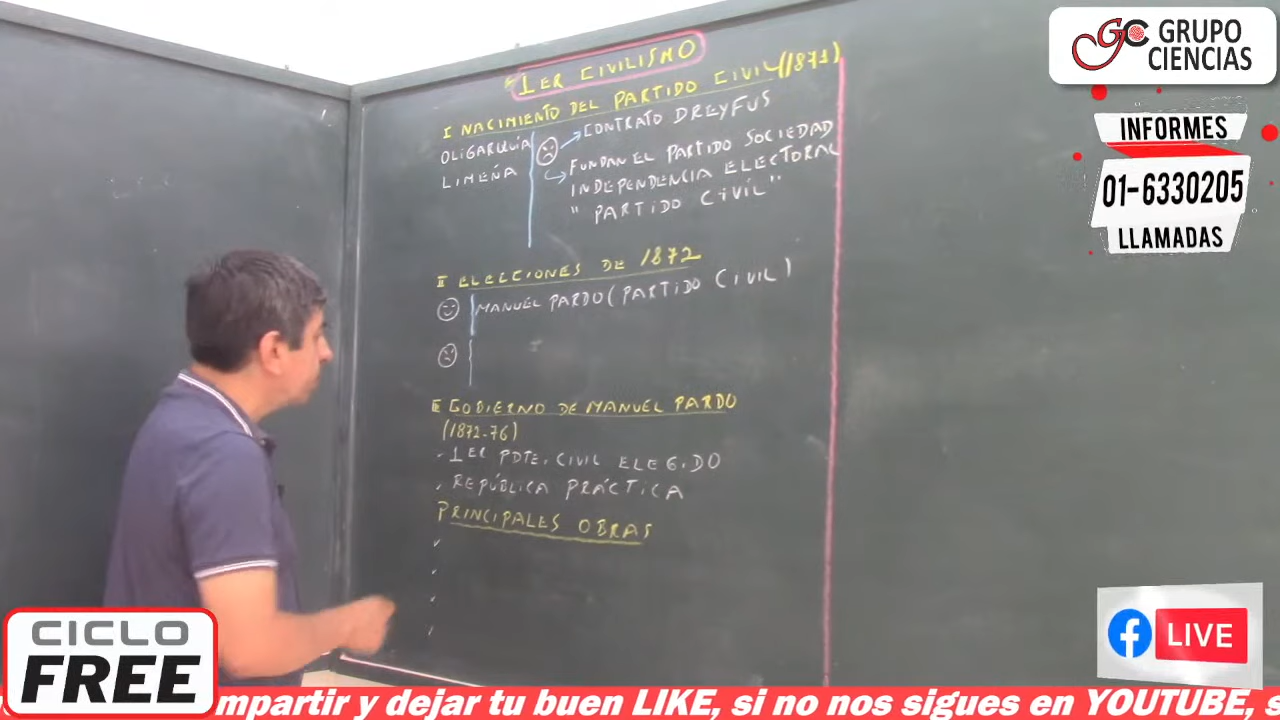 1ER CIVILISMO
I NACIMIENTO DEL PARTIDO CIVIL (1871)
OLIGARQUÍA
LIMEÑA
CONTRATO DREYFUS
FUNDAN EL PARTIDO SOCIEDAD
INDEPENDENCIA ELECTORAL
" PARTIDO CIVIL"
II ELECCIONES DE 1872
MANUEL PARDO (PARTIDO CIVIL)
III GOBIERNO DE MANUEL PARDO
(1872-76)
1ER PDTE. CIVIL ELEGIDO
REPÚBLICA PRÁCTICA
PRINCIPALES OBRAS
GC GRUPO
CIENCIAS
INFORMES
01-6330205
LLAMADAS
LIVE
CICLO
FREE
mpartir y dejar tu buen LIKE, si no nos sigues en YOUTUBE, s